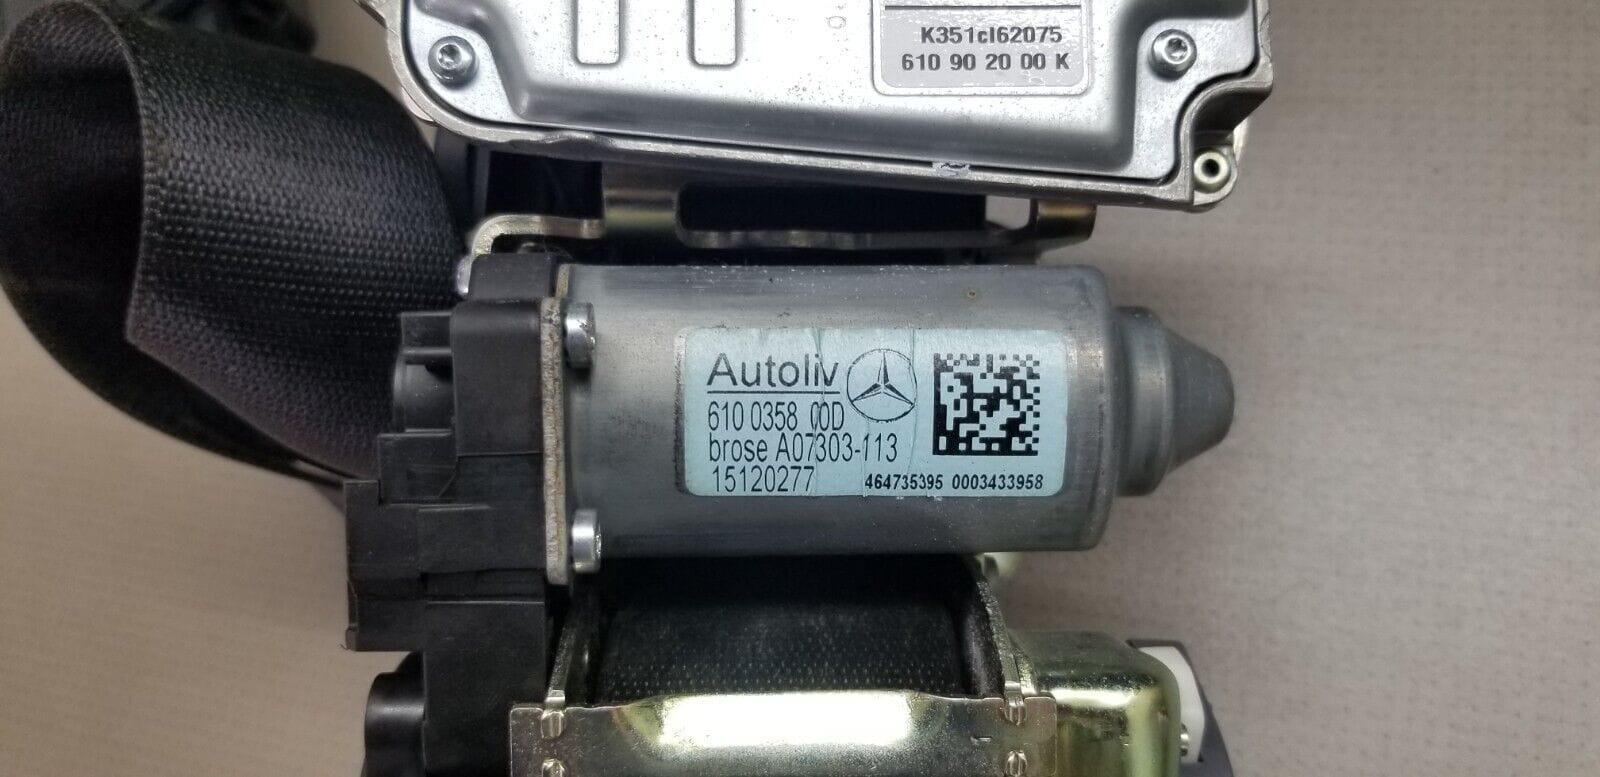 K351cl62075
610 90 20 00 K
Autoliv
610 0358 00D
brose A07303-113
15120277
464735395 0003433958